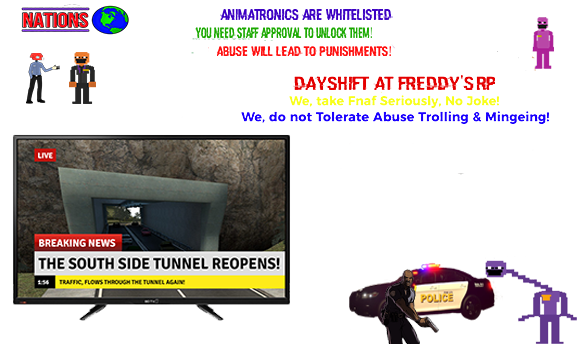 NATIONS
ANIMATRONICS ARE WHITELISTED
YOU NEED STAFF APPROVAL TO UNLOCK THEM!
ABUSE WILL LEAD TO PUNISHMENTS!
DAYSHIFT AT FREDDY'S RP
We, take Fnaf Seriously. No Joke!
We, do not Tolerate Abuse Trolling & Mingeing!
LIVE
BREAKING NEWS
THE SOUTH SIDE TUNNEL REOPENS!
1:56 TRAFFIC, FLOWS THROUGH THE TUNNEL AGAIN!
POLICE